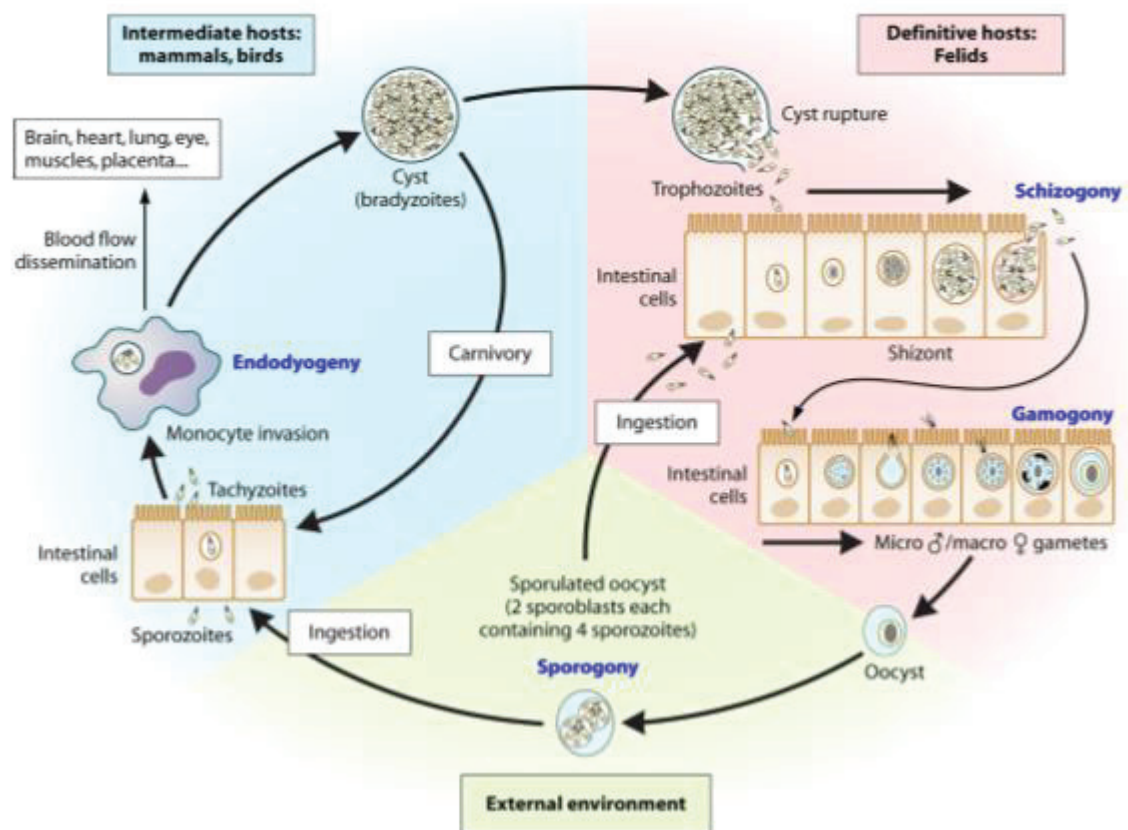 Intermediate hosts:
mammals, birds
Definitive hosts:
Felids
Brain, heart, lung, eye,
muscles, placenta...
Cyst
(bradyzoites)
Cyst rupture
Trophozoites
Schizogony
Blood flow
dissemination
Intestinal
cells
Shizont
Endodyogeny
Carnivory
Monocyte invasion
Ingestion
Gamogony
Tachyzoites
Intestinal
cells
Intestinal
cells
Micro ♂/macro ♀ gametes
Sporozoites
Ingestion
Sporulated oocyst
(2 sporoblasts each
containing 4 sporozoites)
Sporogony
Oocyst
External environment